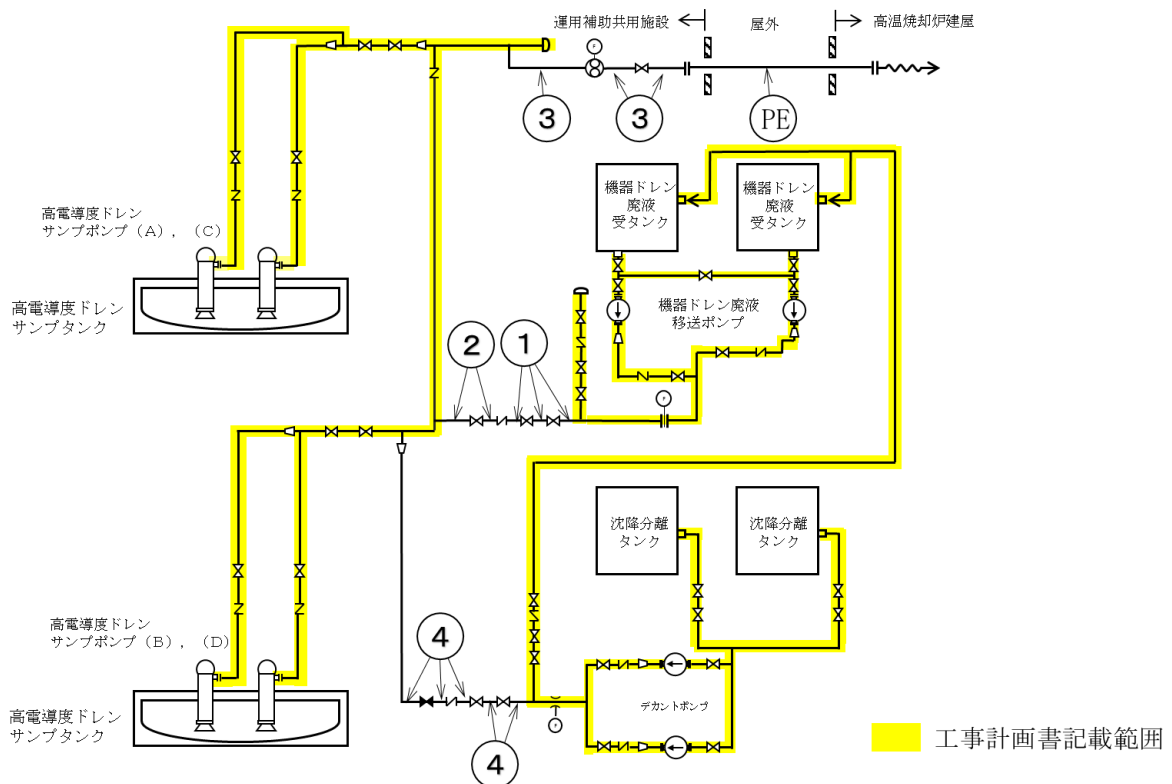 運用補助共用施設
屋外
高温焼却炉建屋
F
③
③
PE
機器ドレン
廃液
受タンク
機器ドレン
廃液
受タンク
高電導度ドレン
サンプポンプ(A),(C)
高電導度ドレン
サンプタンク
機器ドレン廃液
移送ポンプ
②
①
F
沈降分離
タンク
沈降分離
タンク
高電導度ドレン
サンプポンプ(B),(D)
④
高電導度ドレン
サンプタンク
デカントポンプ
F
④
工事計画書記載範囲